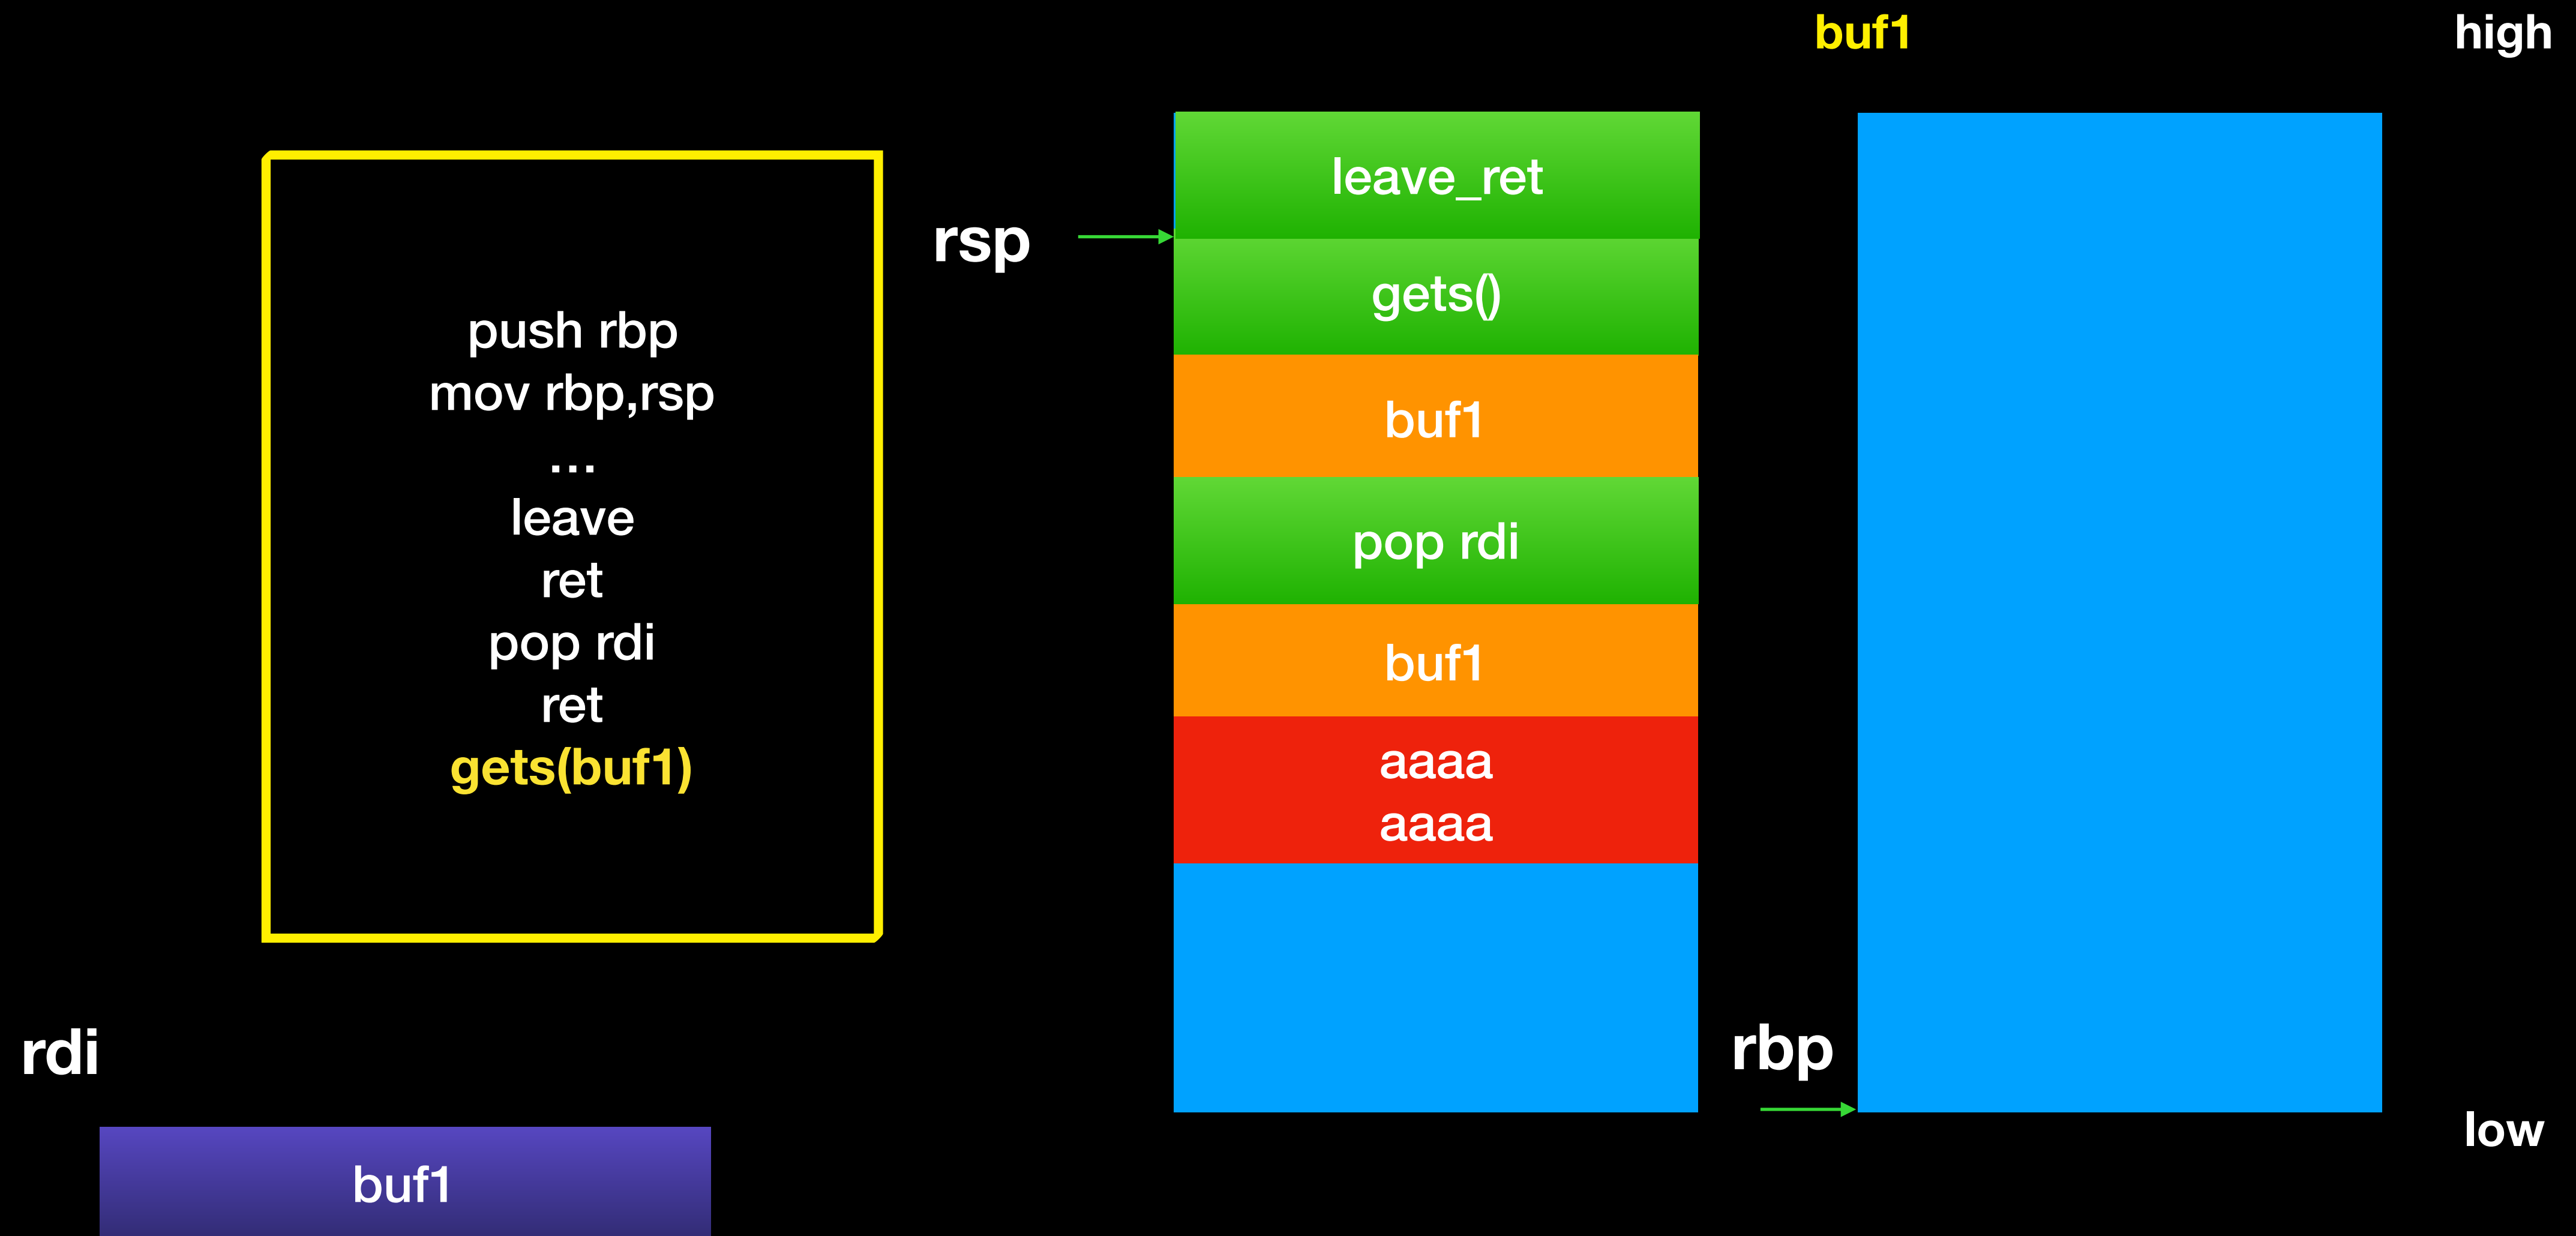 buf1
high
push rbp
mov rbp,rsp
...
leave
ret
pop rdi
ret
gets(buf1)
rsp
leave_ret
gets()
buf1
pop rdi
buf1
aaaa
aaaa
rbp
low
rdi
buf1